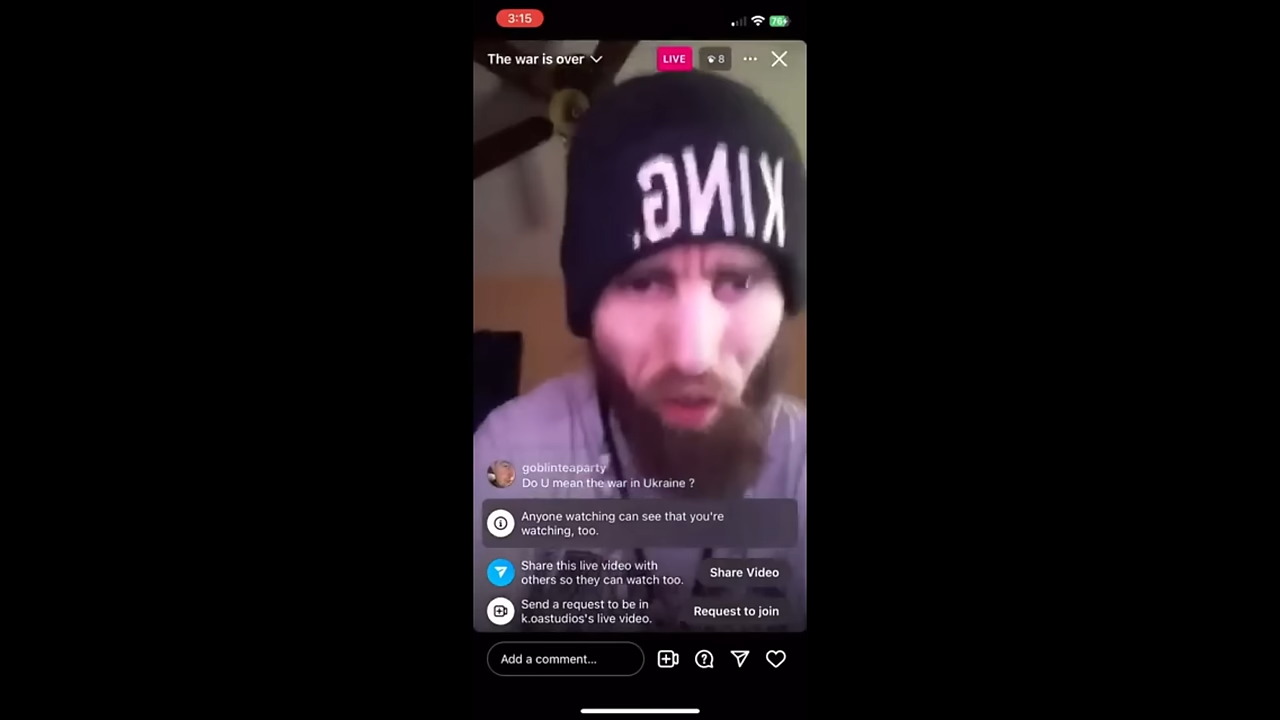 3:15
76
The war is over
LIVE
8
KING.
goblinteaparty
Do U mean the war in Ukraine ?
Anyone watching can see that you're
watching, too.
Share this live video with
others so they can watch too.
Share Video
Send a request to be in
k.oastudios's live video.
Request to join
Add a comment...